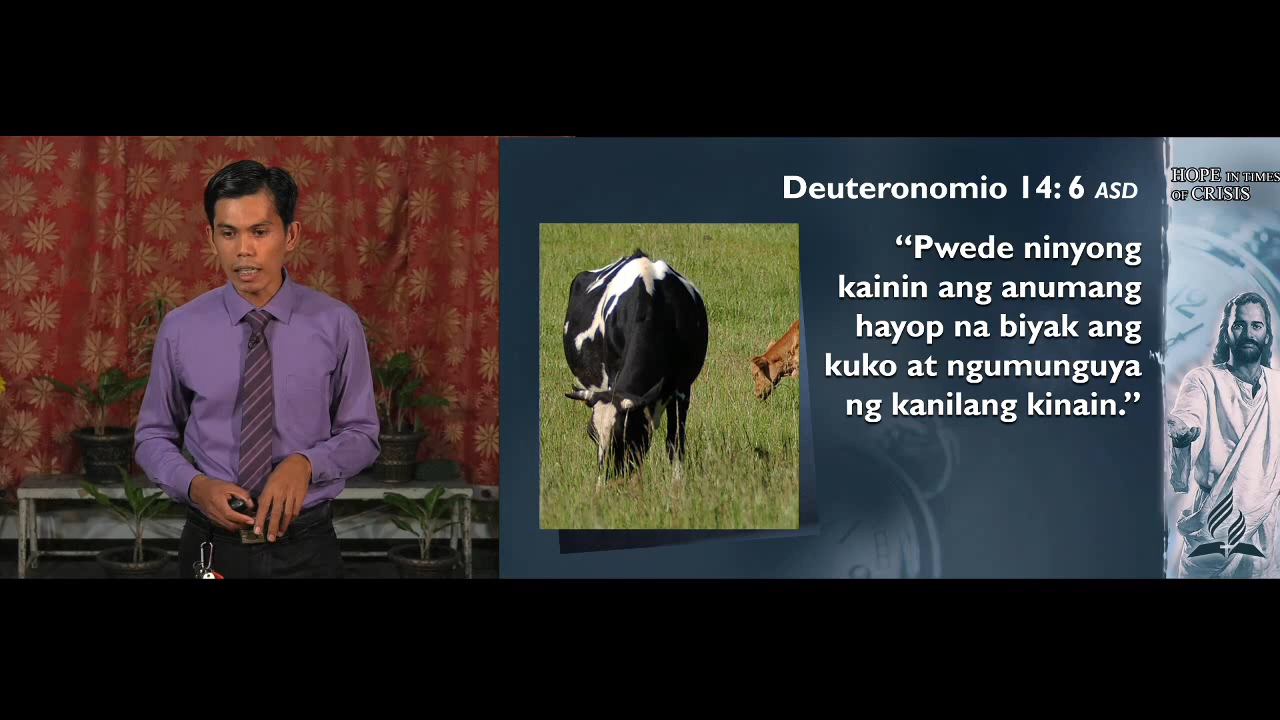 Deuteronomio 14: 6 ASD
“Pwede ninyong
kainin ang anumang
hayop na biyak ang
kuko at ngumunguya
ng kanilang kinain.”
HOPE IN TIMES
OF CRISIS